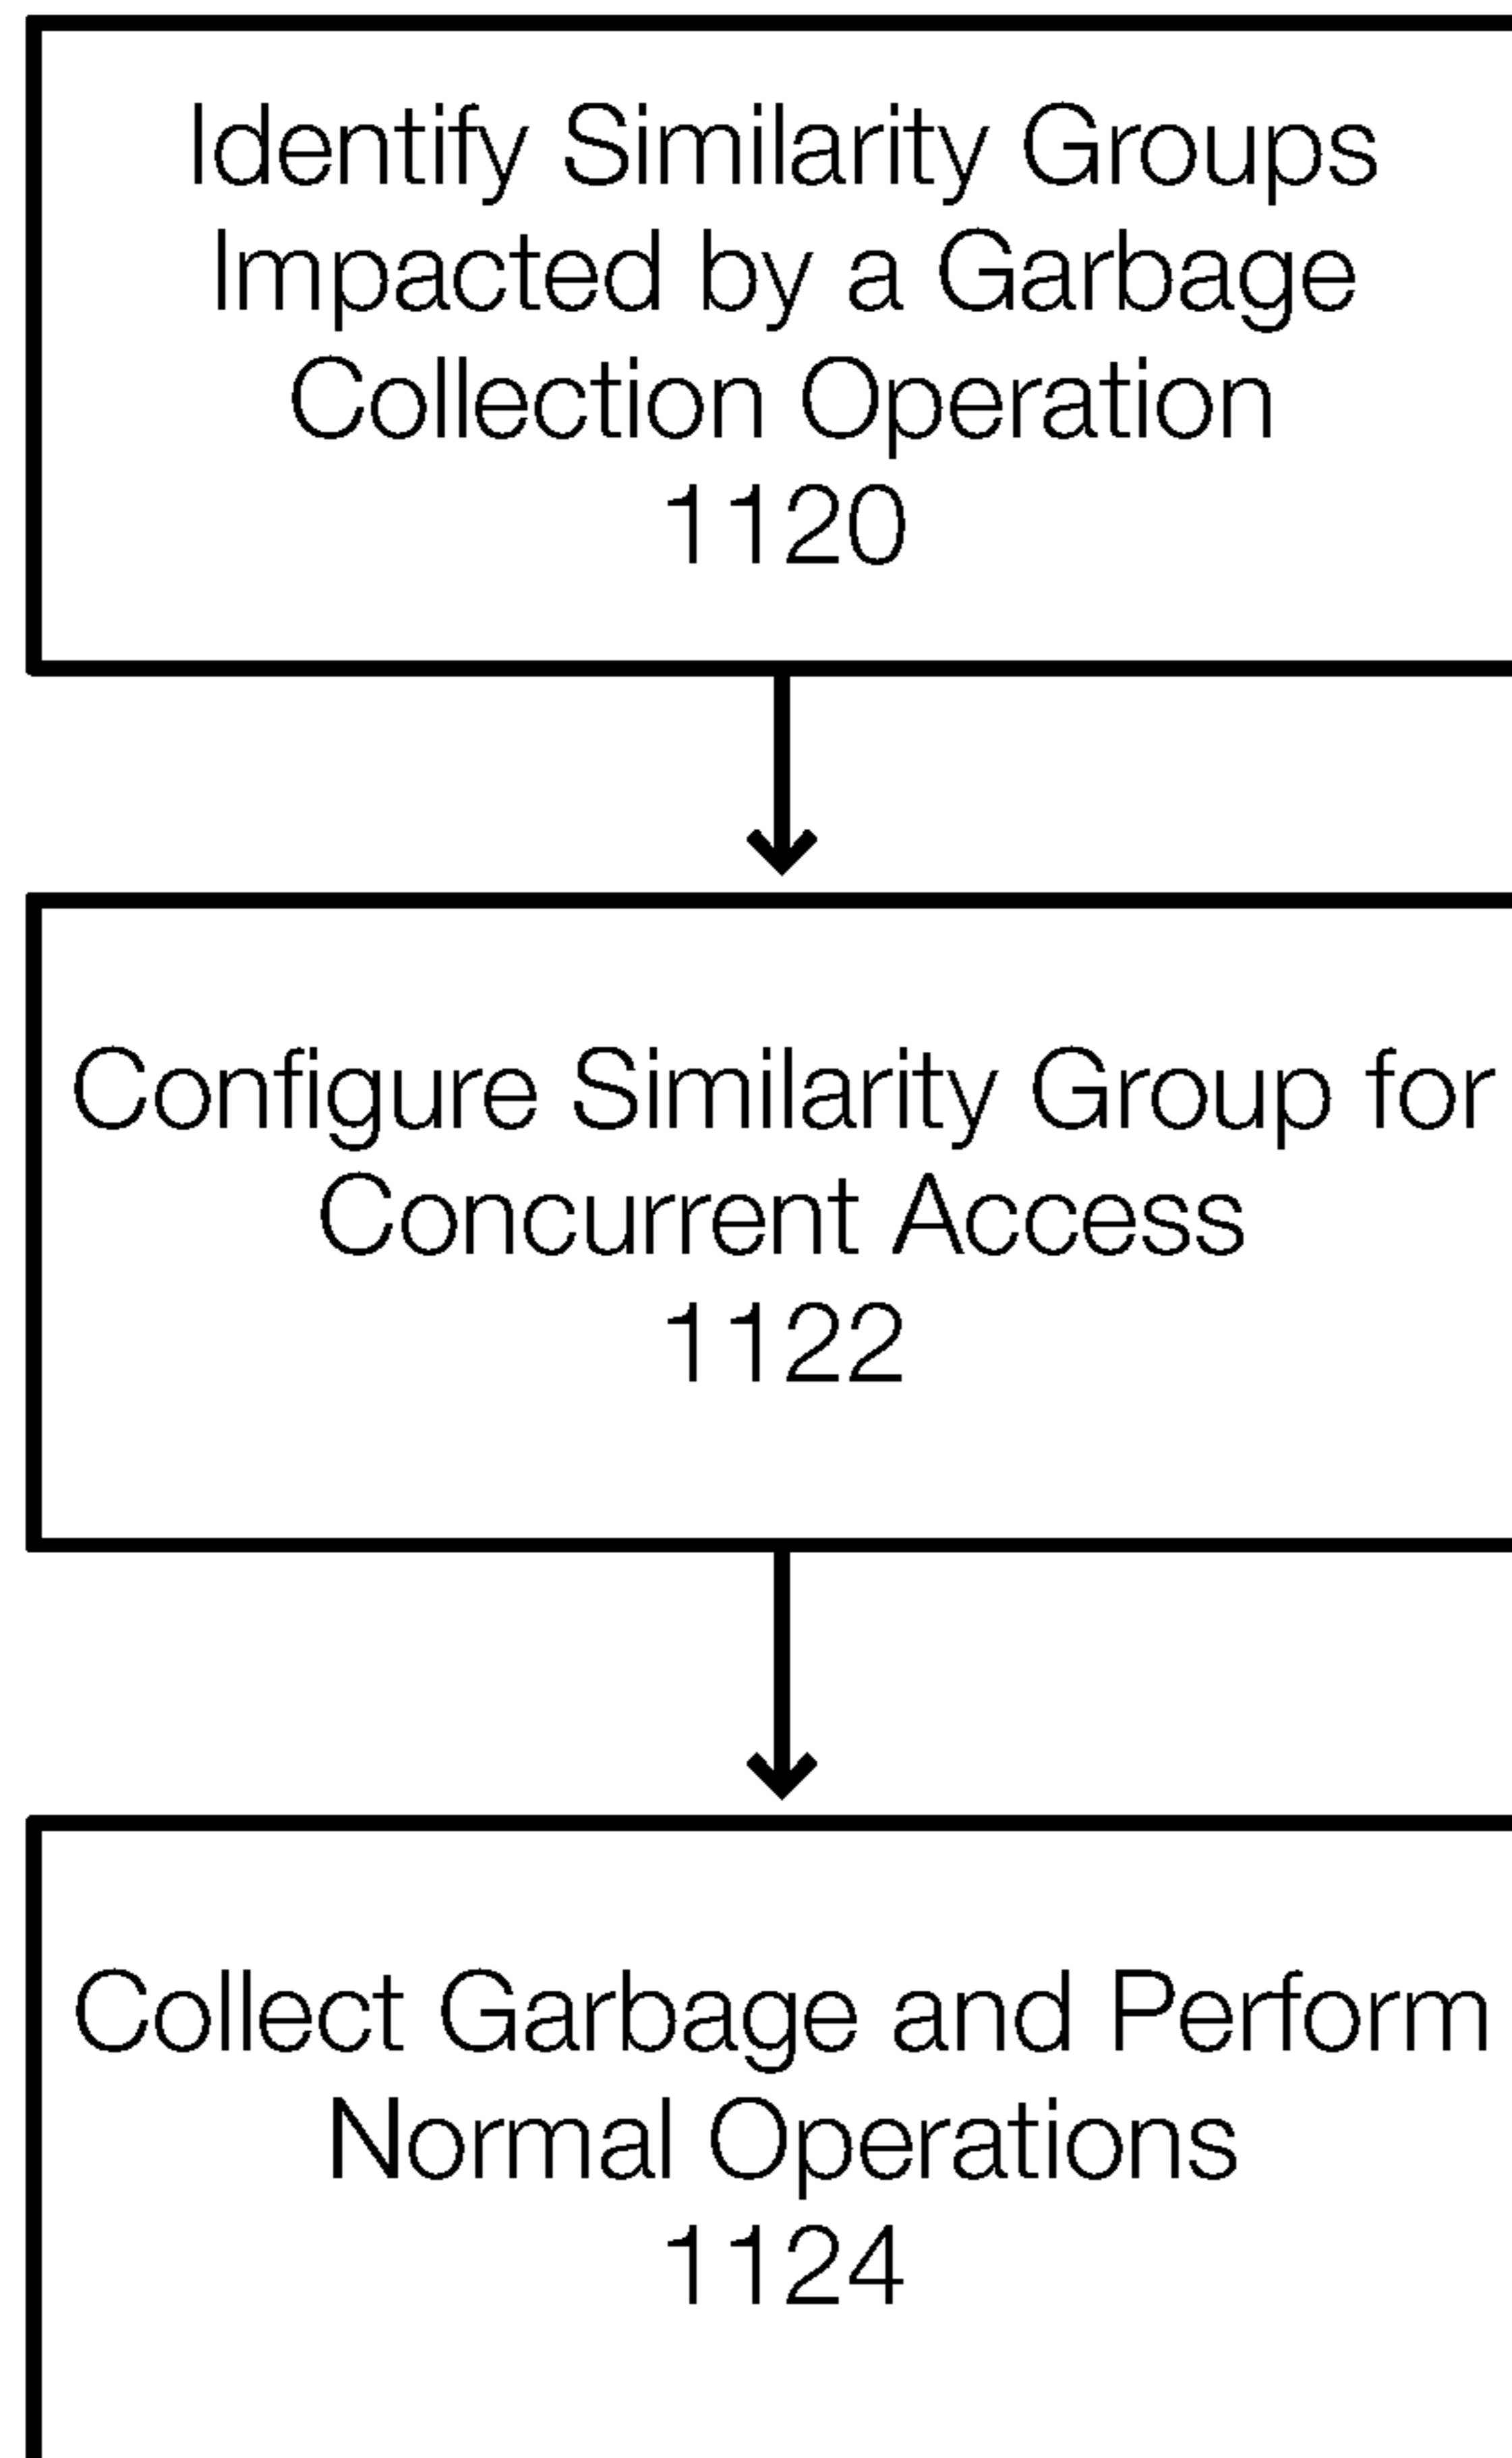 Identify Similarity Groups
Impacted by a Garbage
Collection Operation
1120
Configure Similarity Group for
Concurrent Access
1122
Collect Garbage and Perform
Normal Operations
1124